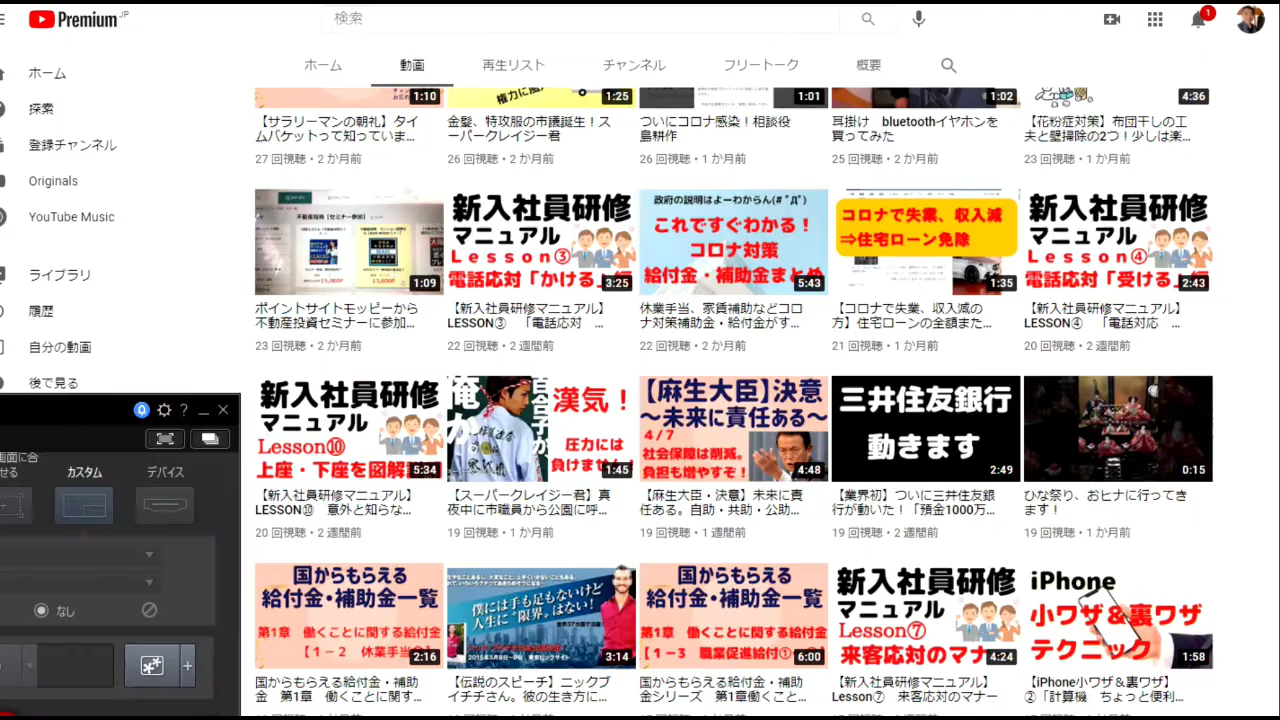 Premium JP
検索
1
ホーム
動画
再生リスト
チャンネル
フリートーク
概要
ホーム
探索
登録チャンネル
Originals
YouTube Music
ライブラリ
履歴
自分の動画
後で見る
1:10
1:25
1:01
1:02
4:36
【サラリーマンの朝礼】タイ
ムバケットって知っていま...
27 回視聴・2 か月前
金髪、特攻服の市議誕生！ス
ーパークレイジー君
26 回視聴・2 か月前
ついにコロナ感染！相談役
島耕作
26 回視聴・1 か月前
耳掛け bluetoothイヤホンを
買ってみた
25 回視聴・2 か月前
【花粉症対策】布団干しの工
夫と壁掃除の2つ！少しは楽...
23 回視聴・1 か月前
1:09
新入社員研修
マニュアル
Lesson③
電話応対「かける」
3:25
政府の説明はよーわからん(#ﾟДﾟ)
これですぐわかる！
コロナ対策
給付金・補助金まとめ
5:43
コロナで失業、収入減
⇒住宅ローン免除
1:35
新入社員研修
マニュアル
Lesson④
電話応対「受ける」
2:43
ポイントサイトモッピーから
不動産投資セミナーに参加...
23 回視聴・2 か月前
【新入社員研修マニュアル】
LESSON③ 「電話応対 ...
22 回視聴・2 週間前
休業手当、家賃補助などコロ
ナ対策補助金・給付金がす...
22 回視聴・2 か月前
【コロナで失業、収入減の
方】住宅ローンの全額また...
21 回視聴・1 か月前
【新入社員研修マニュアル】
LESSON④ 「電話対応 ...
20 回視聴・2 週間前
新入社員研修
マニュアル
Lesson⑩
上座・下座を図解
5:34
漢気！
圧力には
負けません
1:45
【麻生大臣】決意
～未来に責任ある～
4/7
社会保障は削減。
負担も増やすぞ！
4:48
三井住友銀行
動きます
2:49
0:15
【新入社員研修マニュアル】
LESSON⑩ 意外と知らな...
20 回視聴・2 週間前
【スーパークレイジー君】真
夜中に市職員から公園に呼...
19 回視聴・1 か月前
【麻生大臣・決意】未来に責
任ある。自助・共助・公助...
19 回視聴・1 週間前
【業界初】ついに三井住友銀
行が動いた！「預金1000万...
19 回視聴・2 週間前
ひな祭り、おヒナに行ってき
ます！
19 回視聴・1 か月前
画面に合
せる
カスタム
デバイス
なし
国からもらえる
給付金・補助金一覧
第1章 働くことに関する給付金
【１－２ 休業手当
2:16
僕には手も足もないけど
人生に“限界”はない！
3:14
国からもらえる
給付金・補助金一覧
第1章 働くことに関する給付金
【１－３ 職業促進給付①
6:00
新入社員研修
マニュアル
Lesson⑦
来客応対のマナー
4:24
iPhone
小ワザ＆裏ワザ
テクニック
1:58
国からもらえる給付金・補助
金 第1章 働くことに関す...
【伝説のスピーチ】ニックブ
イチチさん。彼の生き方に...
国からもらえる給付金・補助
金シリーズ 第1章働くこと...
【新入社員研修マニュアル】
Lesson⑦ 来客応対のマナー
【iPhone小ワザ＆裏ワザ】
②「計算機 ちょっと便利...